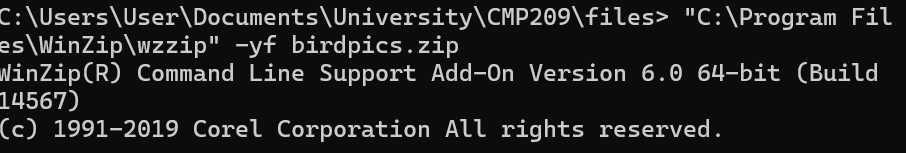 C:\Users\User\Documents\University\CMP209\files> "C:\Program Fil
es\WinZip\wzzip" -yf birdpics.zip
WinZip(R) Command Line Support Add-On Version 6.0 64-bit (Build
14567)
(c) 1991-2019 Corel Corporation All rights reserved.